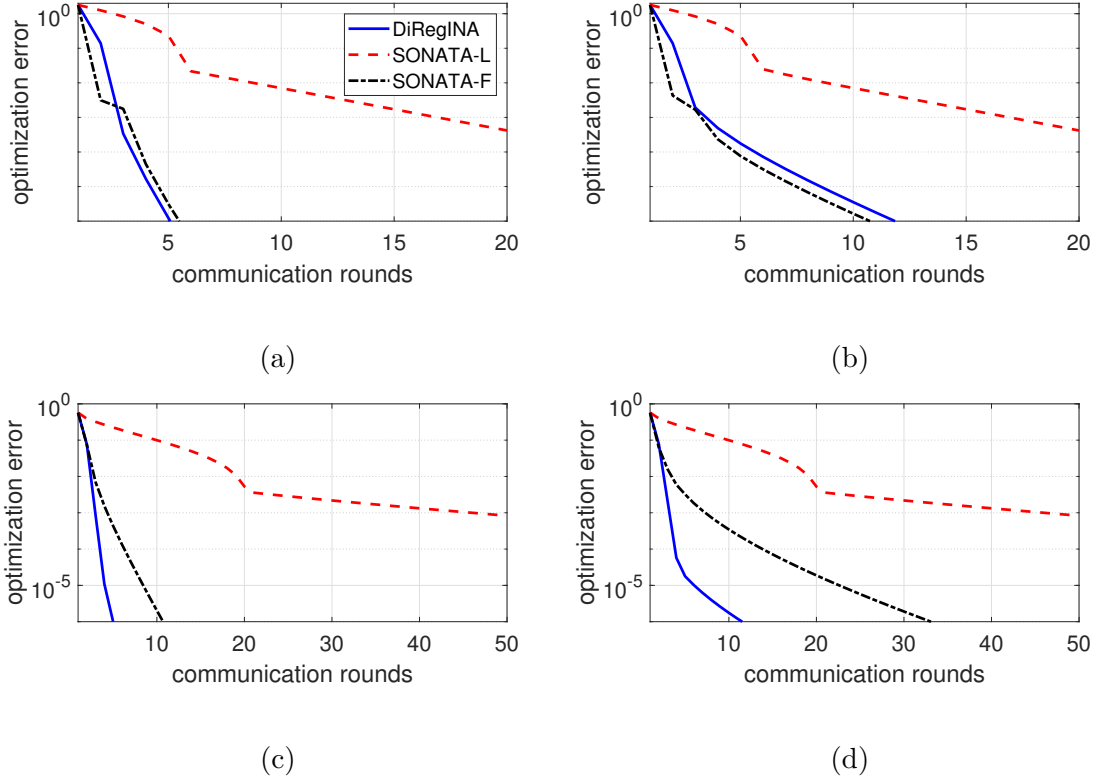 10^0
optimization error
DiRegINA
SONATA-L
SONATA-F
5 10 15 20
communication rounds
(a)
10^0
optimization error
5 10 15 20
communication rounds
(b)
10^0
10^-5
optimization error
10 20 30 40 50
communication rounds
(c)
10^0
10^-5
optimization error
10 20 30 40 50
communication rounds
(d)